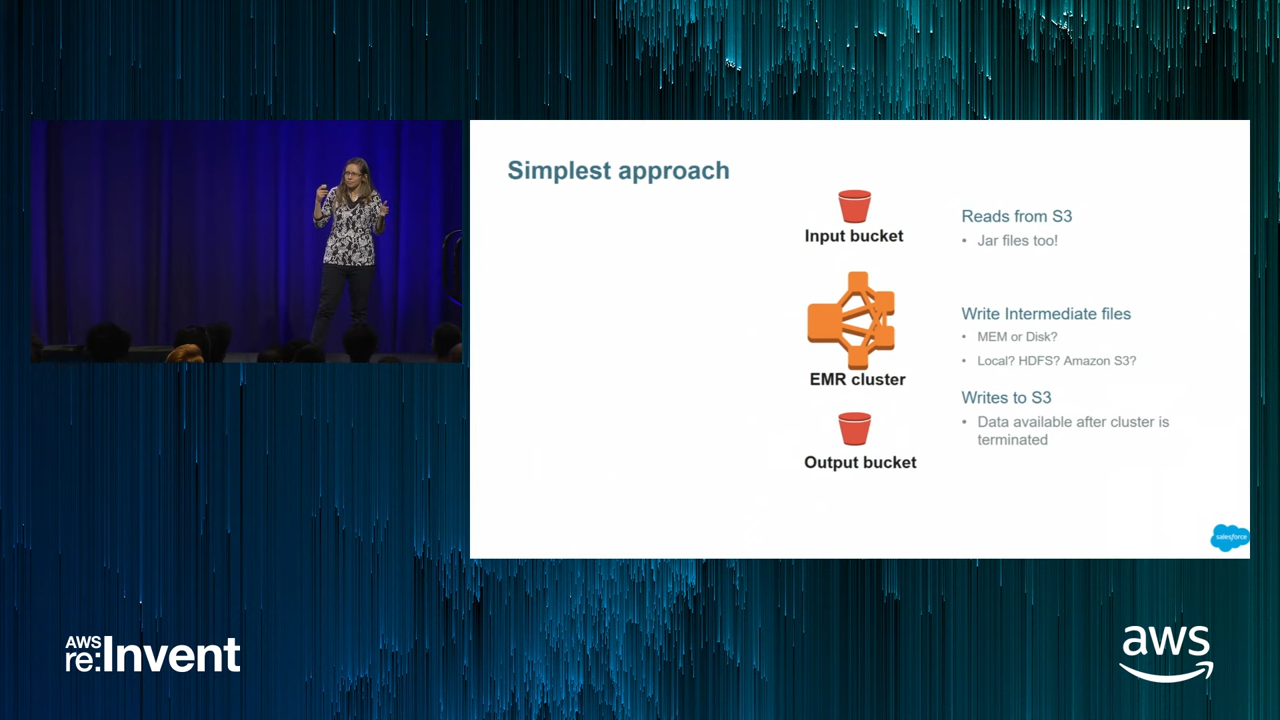 Simplest approach
Input bucket
Reads from S3
• Jar files too!
EMR cluster
Write Intermediate files
• MEM or Disk?
• Local? HDFS? Amazon S3?
Output bucket
Writes to S3
• Data available after cluster is
terminated
salesforce
AWS
re:Invent
aws